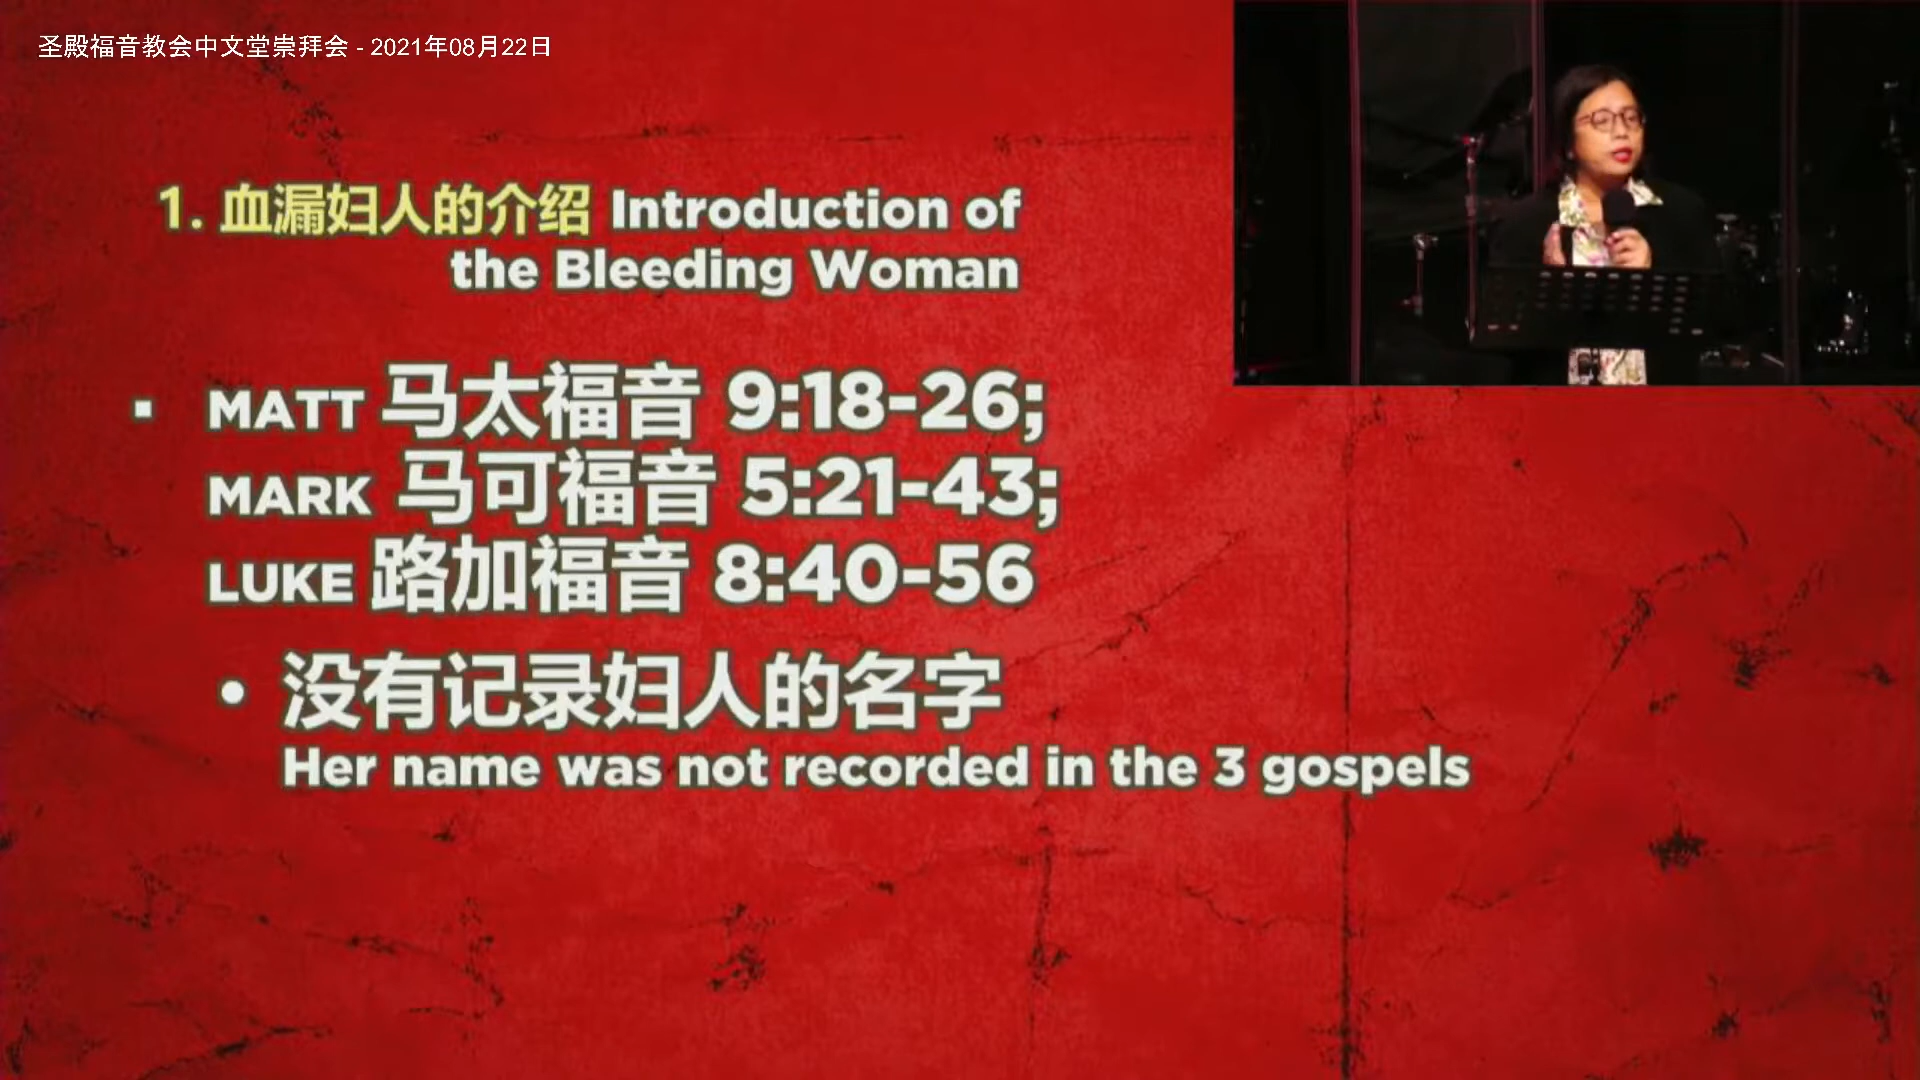 圣殿福音教会中文堂崇拜会 - 2021年08月22日
1. 血漏妇人的介绍 Introduction of
the Bleeding Woman
▪ MATT 马太福音 9:18-26;
MARK 马可福音 5:21-43;
LUKE 路加福音 8:40-56
• 没有记录妇人的名字
Her name was not recorded in the 3 gospels